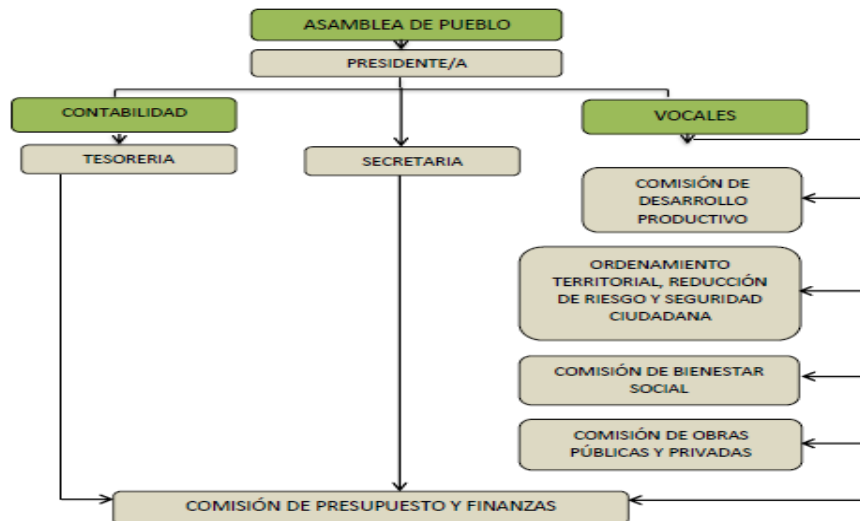 ASAMBLEA DE PUEBLO
PRESIDENTE/A
CONTABILIDAD
VOCALES
TESORERIA
SECRETARIA
COMISIÓN DE
DESARROLLO
PRODUCTIVO
ORDENAMIENTO
TERRITORIAL, REDUCCIÓN
DE RIESGO Y SEGURIDAD
CIUDADANA
COMISIÓN DE BIENESTAR
SOCIAL
COMISIÓN DE OBRAS
PÚBLICAS Y PRIVADAS
COMISIÓN DE PRESUPUESTO Y FINANZAS